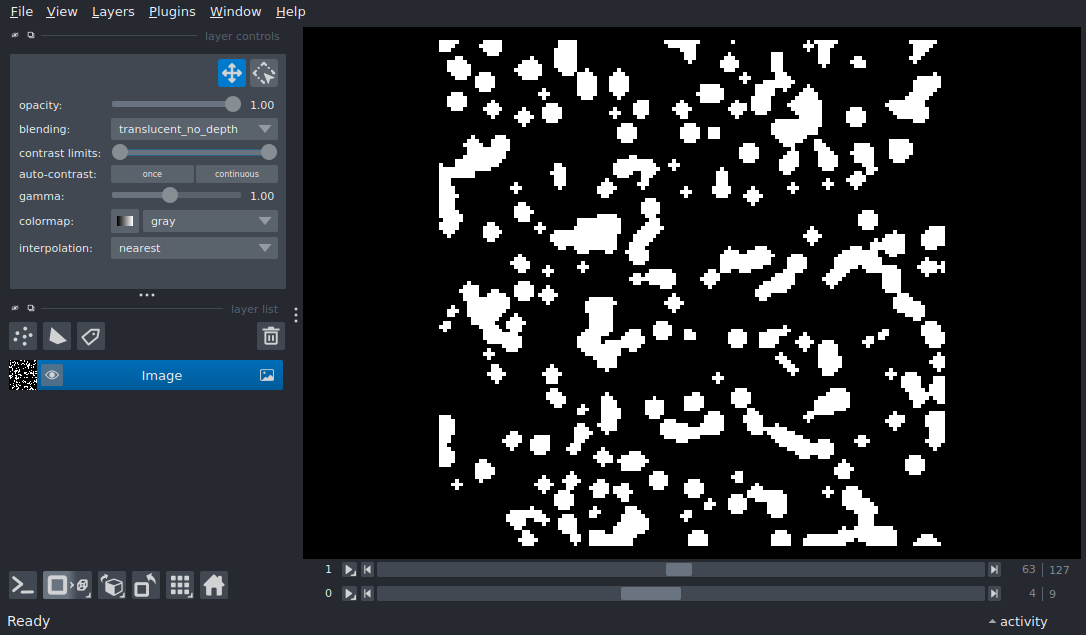 File View Layers Plugins Window Help
layer controls
opacity: 1.00
blending: translucent_no_depth
contrast limits:
auto-contrast: once continuous
gamma: 1.00
colormap: gray
interpolation: nearest
layer list
Image
1 63 127
0 4 9
Ready activity